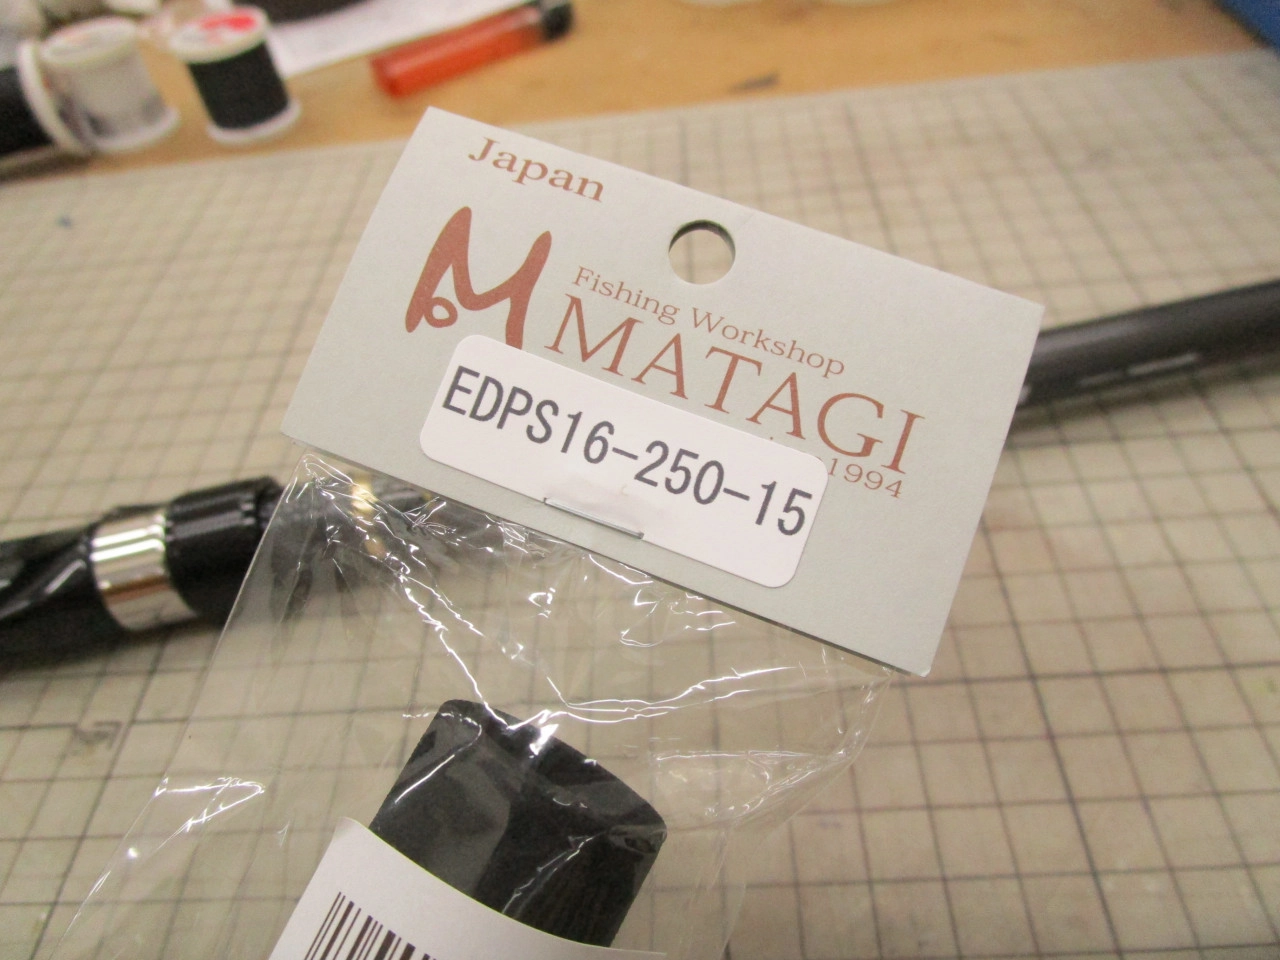 Japan
Fishing Workshop
MATAGI
1994
EDPS16-250-15